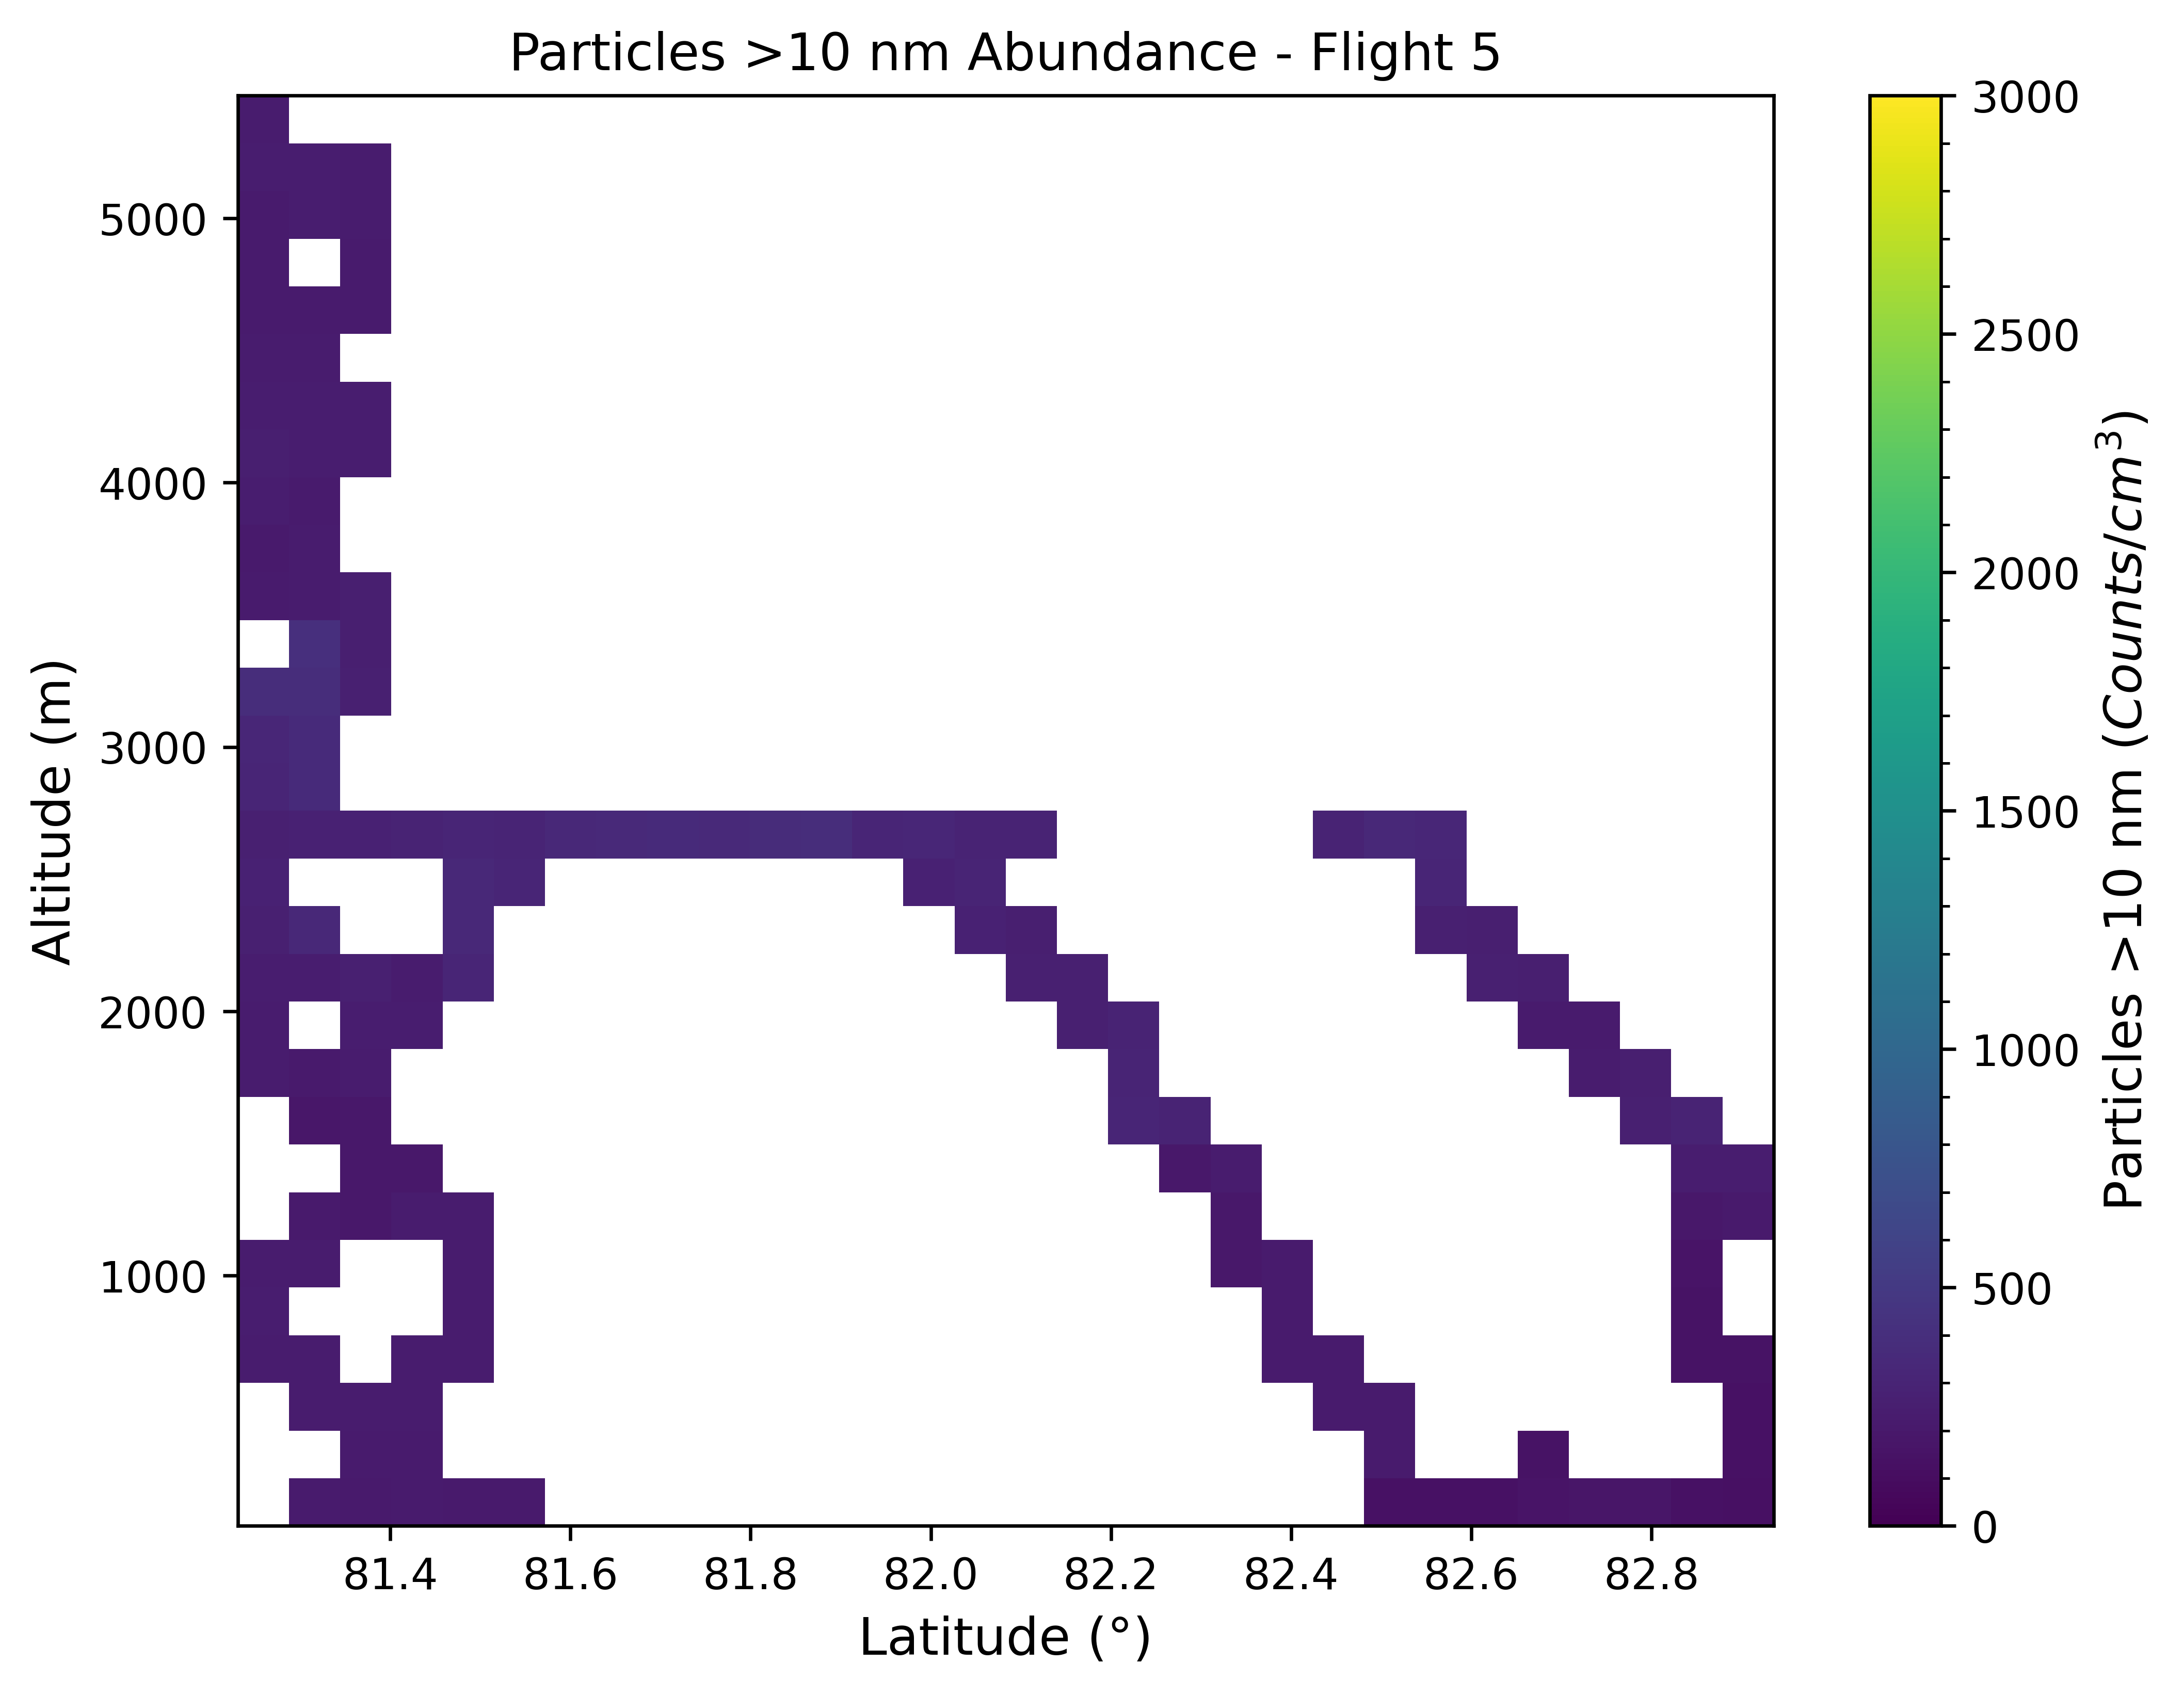 Particles >10 nm Abundance - Flight 5
5000
4000
3000
2000
1000
Altitude (m)
81.4 81.6 81.8 82.0 82.2 82.4 82.6 82.8
Latitude (°)
3000
2500
2000
1500
1000
500
0
Particles >10 nm (Counts/cm³)